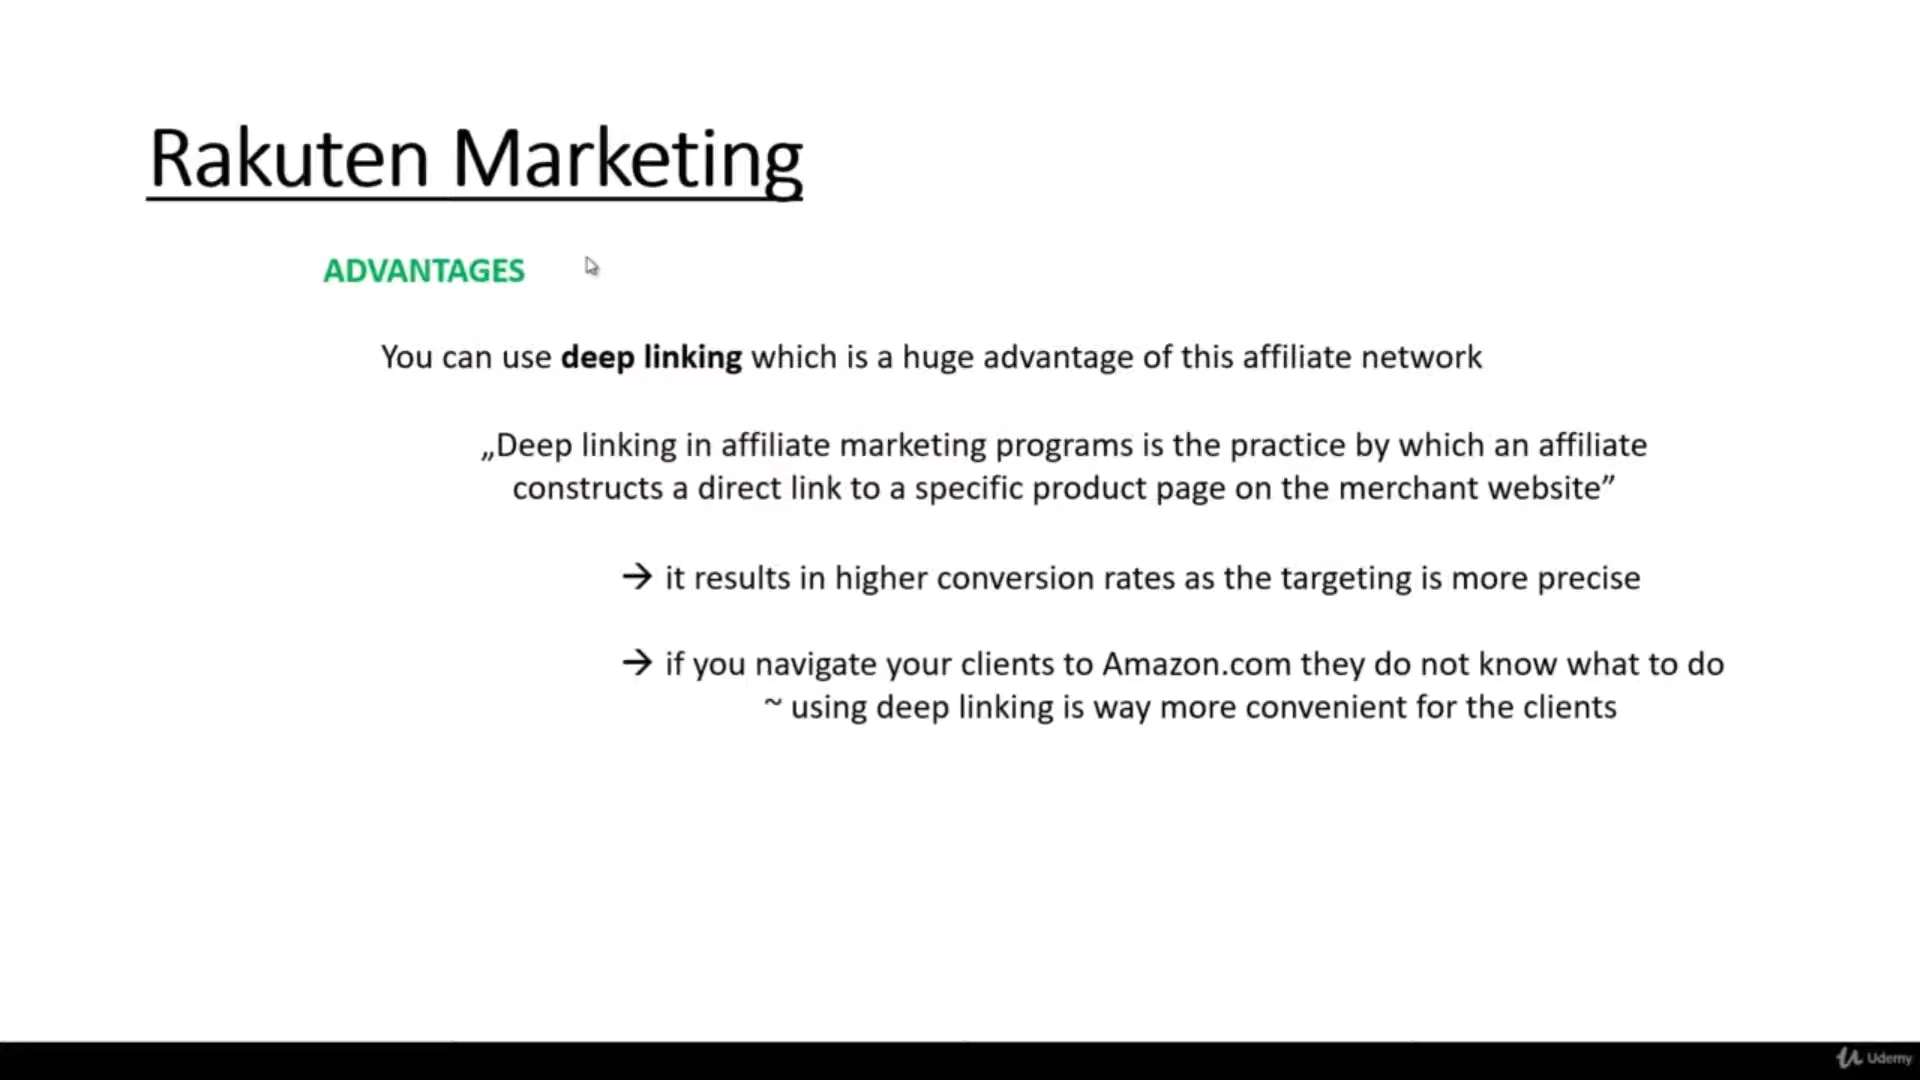 Rakuten Marketing
ADVANTAGES
You can use deep linking which is a huge advantage of this affiliate network
„Deep linking in affiliate marketing programs is the practice by which an affiliate
constructs a direct link to a specific product page on the merchant website”
→ it results in higher conversion rates as the targeting is more precise
→ if you navigate your clients to Amazon.com they do not know what to do
~ using deep linking is way more convenient for the clients
Udemy